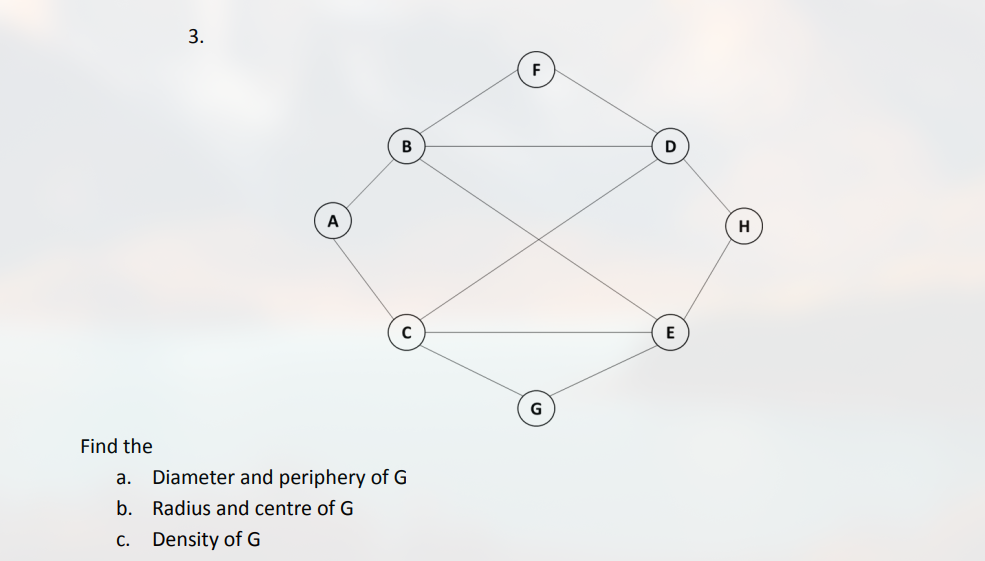 3.
F
B
D
A
H
C
E
G
Find the
a. Diameter and periphery of G
b. Radius and centre of G
c. Density of G